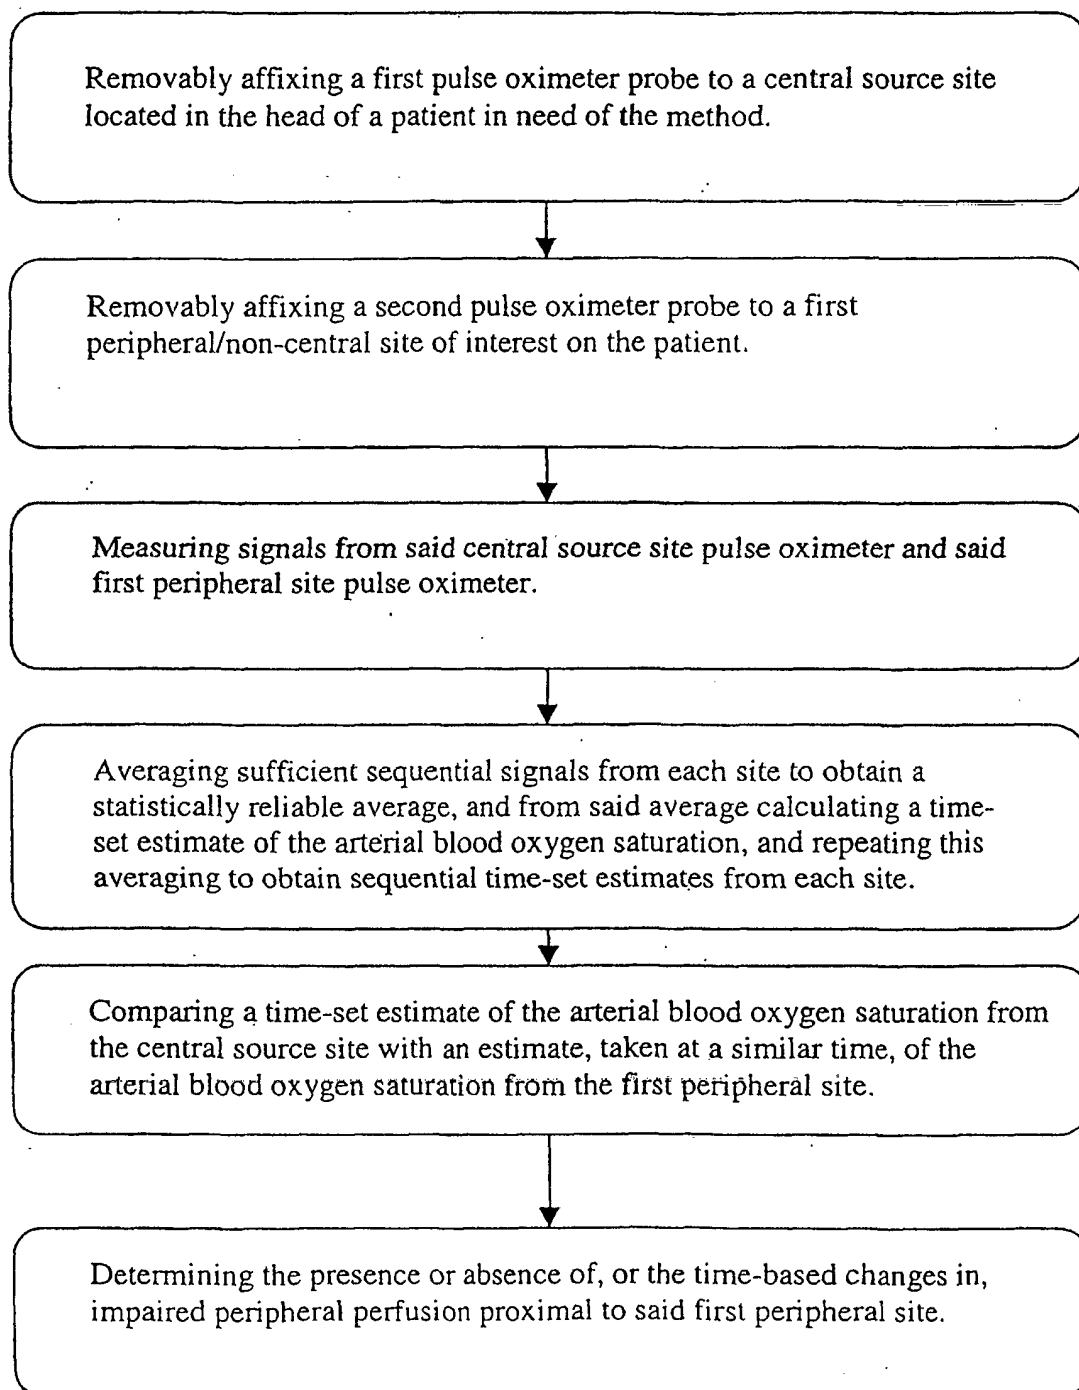 Removably affixing a first pulse oximeter probe to a central source site
located in the head of a patient in need of the method.
Removably affixing a second pulse oximeter probe to a first
peripheral/non-central site of interest on the patient.
Measuring signals from said central source site pulse oximeter and said
first peripheral site pulse oximeter.
Averaging sufficient sequential signals from each site to obtain a
statistically reliable average, and from said average calculating a time-
set estimate of the arterial blood oxygen saturation, and repeating this
averaging to obtain sequential time-set estimates from each site.
Comparing a time-set estimate of the arterial blood oxygen saturation from
the central source site with an estimate, taken at a similar time, of the
arterial blood oxygen saturation from the first peripheral site.
Determining the presence or absence of, or the time-based changes in,
impaired peripheral perfusion proximal to said first peripheral site.